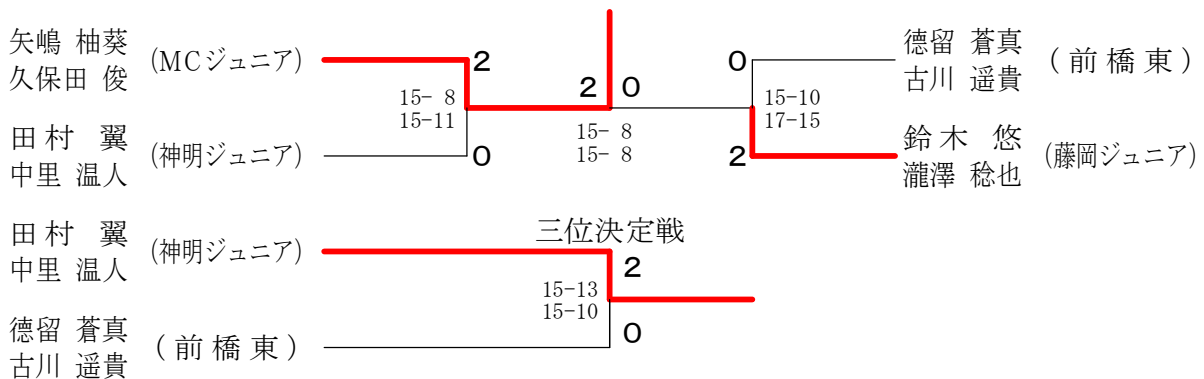 矢嶋 柚葵
久保田 俊
(MCジュニア)
2
15- 8
15-11
田村 翼
中里 温人
(神明ジュニア)
0
2 0
15- 8
15- 8
0
15-10
17-15
2
德留 蒼真
古川 遥貴
(前橋東)
鈴木 悠
瀧澤 稔也
(藤岡ジュニア)
三位決定戦
田村 翼
中里 温人
(神明ジュニア)
2
15-13
15-10
0
德留 蒼真
古川 遥貴
(前橋東)